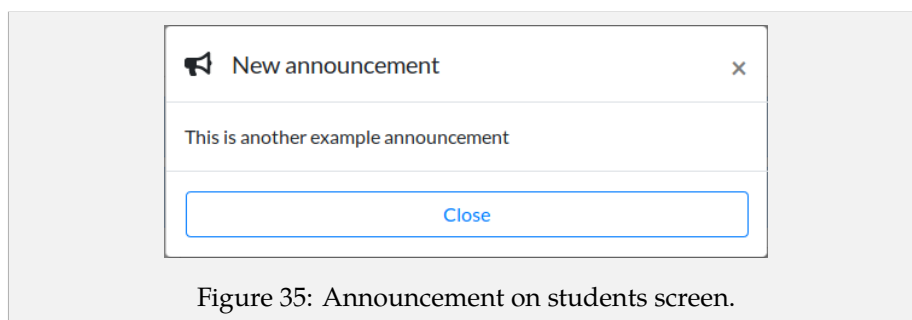 New announcement ×
This is another example announcement
Close
Figure 35: Announcement on students screen.